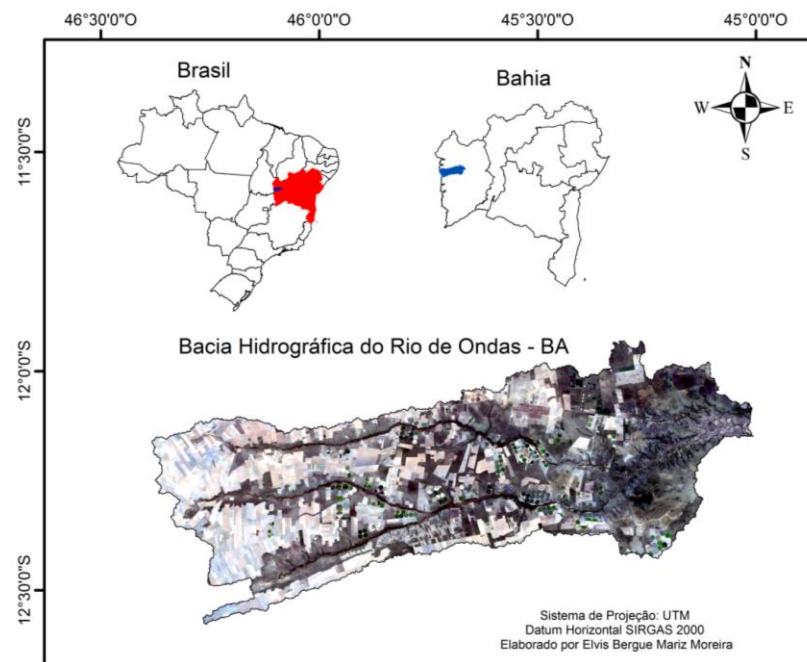 46°30'0"O
46°0'0"O
45°30'0"O
45°0'0"O
Brasil
Bahia
N
W
E
S
11°30'0"S
Bacia Hidrográfica do Rio de Ondas - BA
12°0'0"S
12°30'0"S
Sistema de Projeção: UTM
Datum Horizontal SIRGAS 2000
Elaborado por Elvis Bergue Mariz Moreira